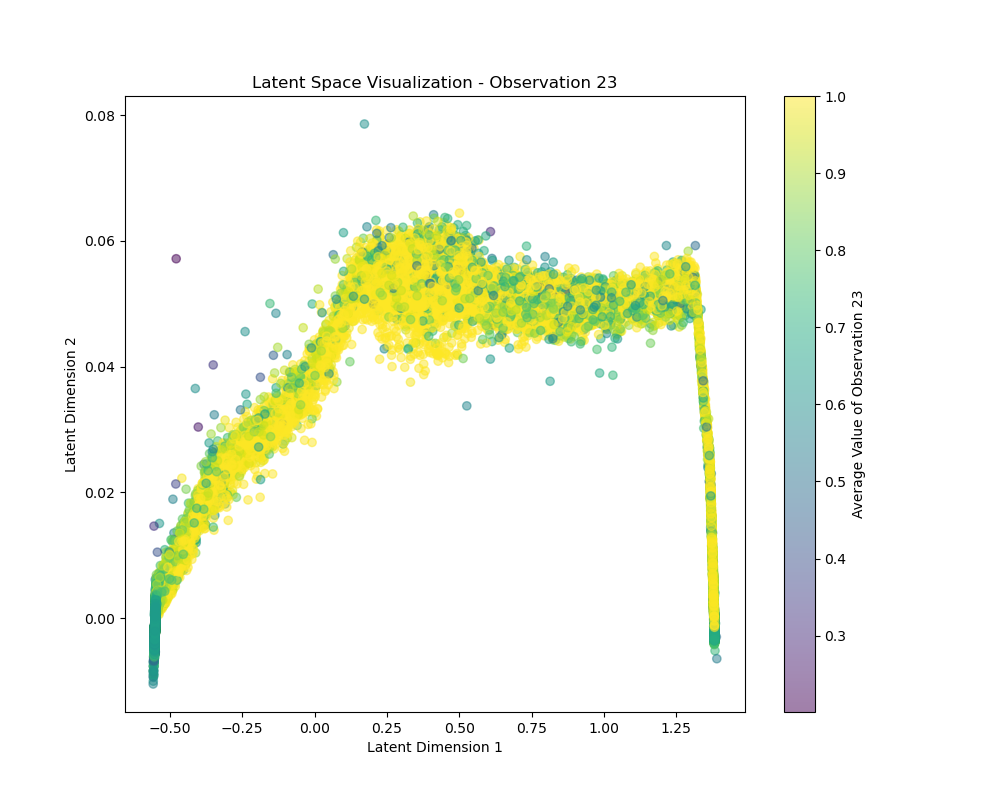 Latent Space Visualization - Observation 23
0.08
0.06
0.04
0.02
0.00
Latent Dimension 2
−0.50 −0.25 0.00 0.25 0.50 0.75 1.00 1.25
Latent Dimension 1
1.0
0.9
0.8
0.7
0.6
0.5
0.4
0.3
Average Value of Observation 23